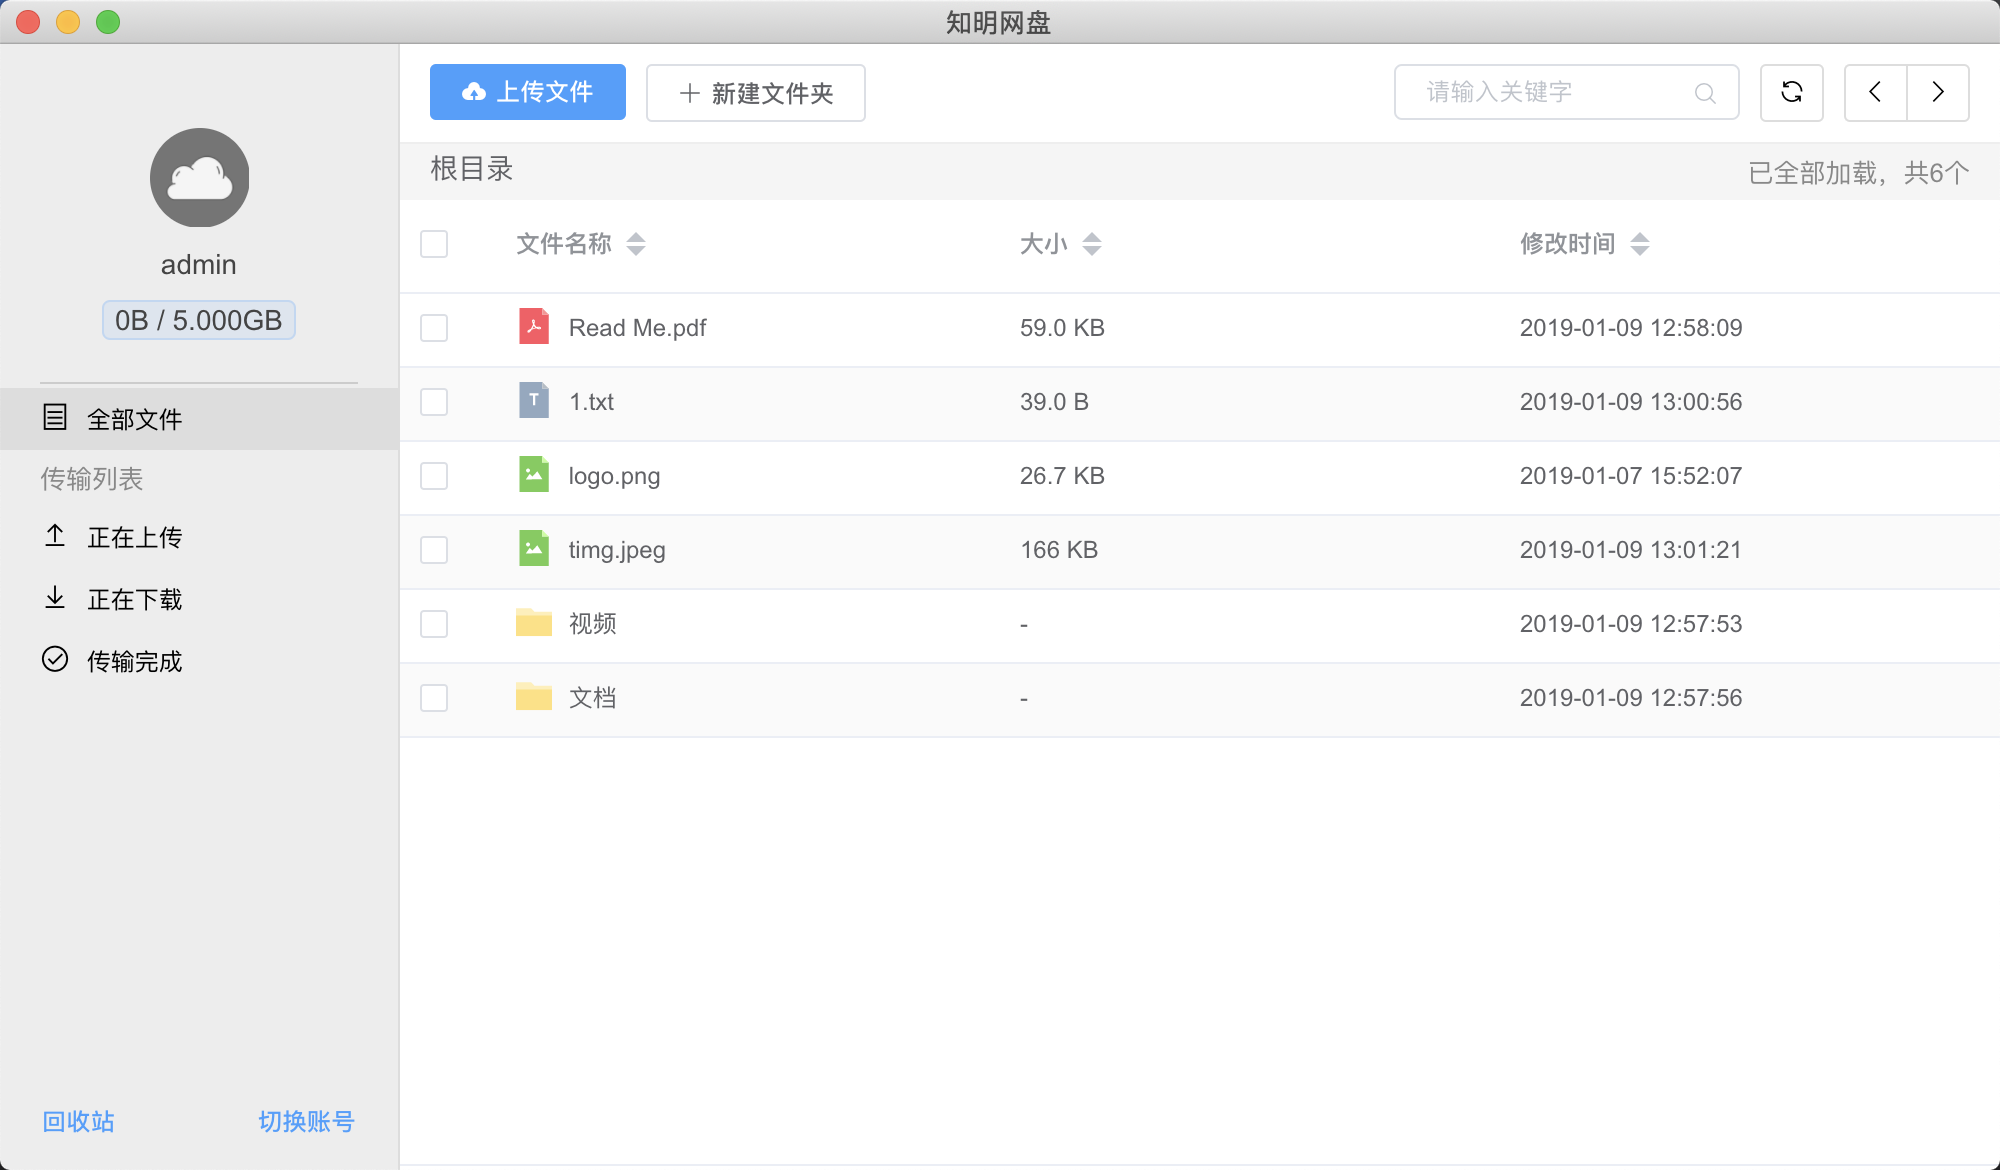 知明网盘
上传文件
新建文件夹
请输入关键字
admin
0B / 5.000GB
全部文件
传输列表
正在上传
正在下载
传输完成
回收站
切换账号
根目录
已全部加载，共6个
文件名称 大小 修改时间
Read Me.pdf 59.0 KB 2019-01-09 12:58:09
T
1.txt 39.0 B 2019-01-09 13:00:56
logo.png 26.7 KB 2019-01-07 15:52:07
timg.jpeg 166 KB 2019-01-09 13:01:21
视频 - 2019-01-09 12:57:53
文档 - 2019-01-09 12:57:56